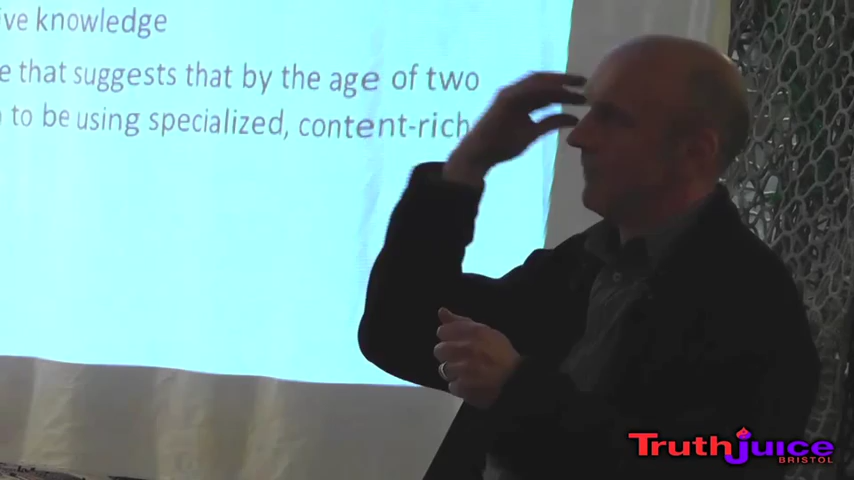 ive knowledge
e that suggests that by the age of two
to be using specialized, content-rich
Truthjuice
BRISTOL